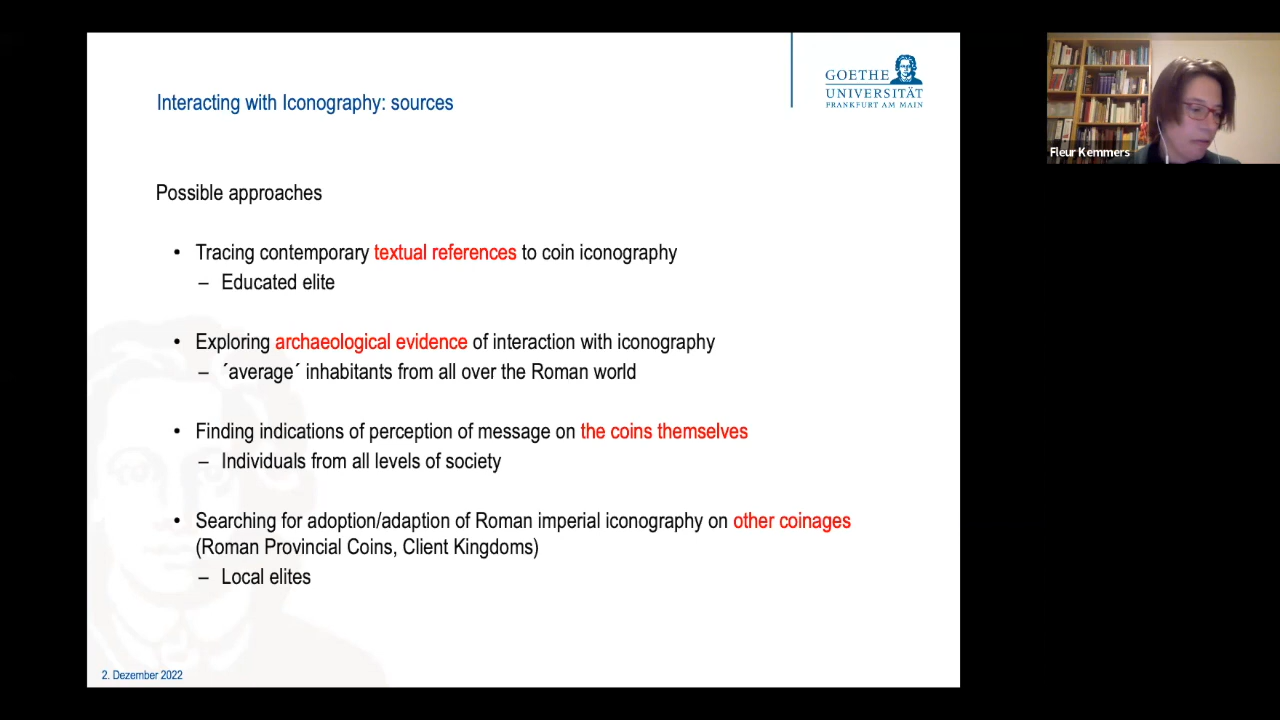 Interacting with Iconography: sources
GOETHE
UNIVERSITÄT
FRANKFURT AM MAIN
Fleur Kemmers
Possible approaches
• Tracing contemporary textual references to coin iconography
– Educated elite
• Exploring archaeological evidence of interaction with iconography
– ´average´ inhabitants from all over the Roman world
• Finding indications of perception of message on the coins themselves
– Individuals from all levels of society
• Searching for adoption/adaption of Roman imperial iconography on other coinages
(Roman Provincial Coins, Client Kingdoms)
– Local elites
2. Dezember 2022